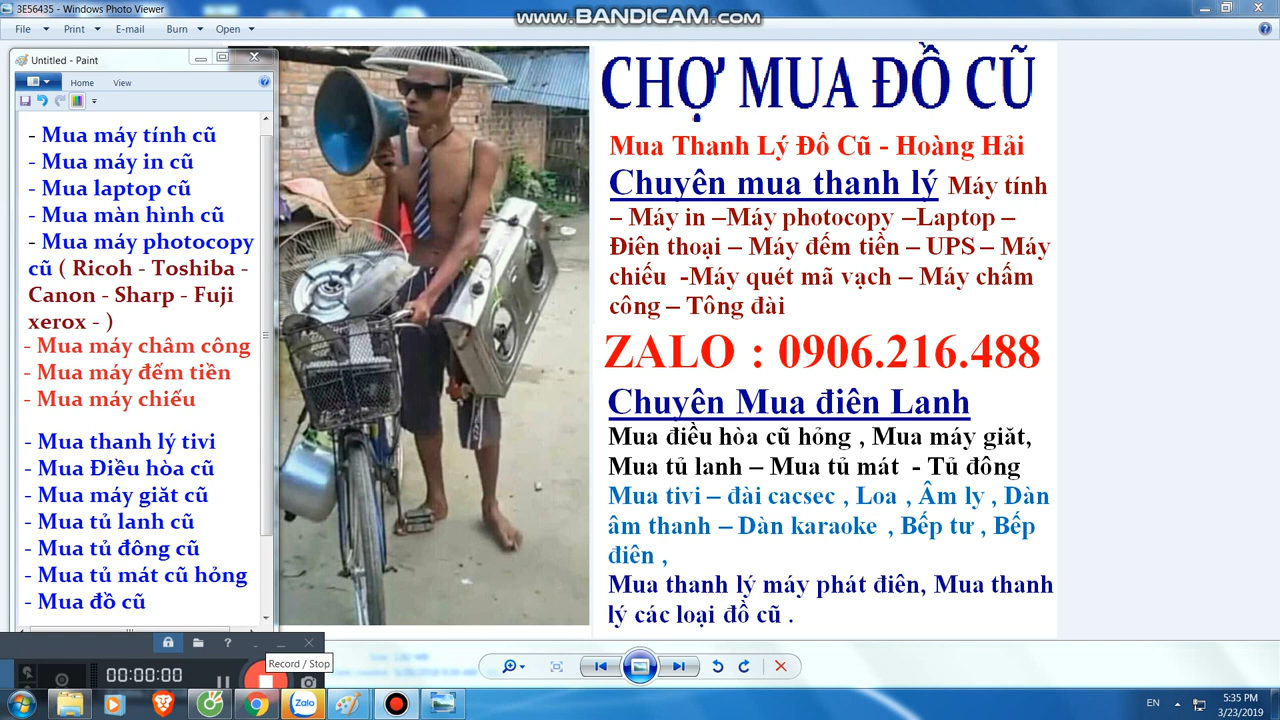 3E56435 - Windows Photo Viewer
WWW.BANDICAM.COM
File Print E-mail Burn Open
Untitled - Paint
Home View
- Mua máy tính cũ
- Mua máy in cũ
- Mua laptop cũ
- Mua màn hình cũ
- Mua máy photocopy
cũ ( Ricoh - Toshiba -
Canon - Sharp - Fuji
xerox - )
- Mua máy châm công
- Mua máy đếm tiền
- Mua máy chiếu
- Mua thanh lý tivi
- Mua Điều hòa cũ
- Mua máy giăt cũ
- Mua tủ lanh cũ
- Mua tủ đông cũ
- Mua tủ mát cũ hỏng
- Mua đồ cũ
CHỢ MUA ĐỒ CŨ
Mua Thanh Lý Đồ Cũ - Hoàng Hải
Chuyên mua thanh lý Máy tính
– Máy in –Máy photocopy –Laptop –
Điên thoại – Máy đếm tiền – UPS – Máy
chiếu -Máy quét mã vạch – Máy chấm
công – Tông đài
ZALO : 0906.216.488
Chuyên Mua điên Lanh
Mua điều hòa cũ hỏng , Mua máy giăt,
Mua tủ lanh – Mua tủ mát - Tủ đông
Mua tivi – đài cacsec , Loa , Âm ly , Dàn
âm thanh – Dàn karaoke , Bếp tư , Bếp
điên ,
Mua thanh lý máy phát điên, Mua thanh
lý các loại đồ cũ .
00:00:00
Record / Stop
Zalo
EN
5:35 PM
3/23/2019